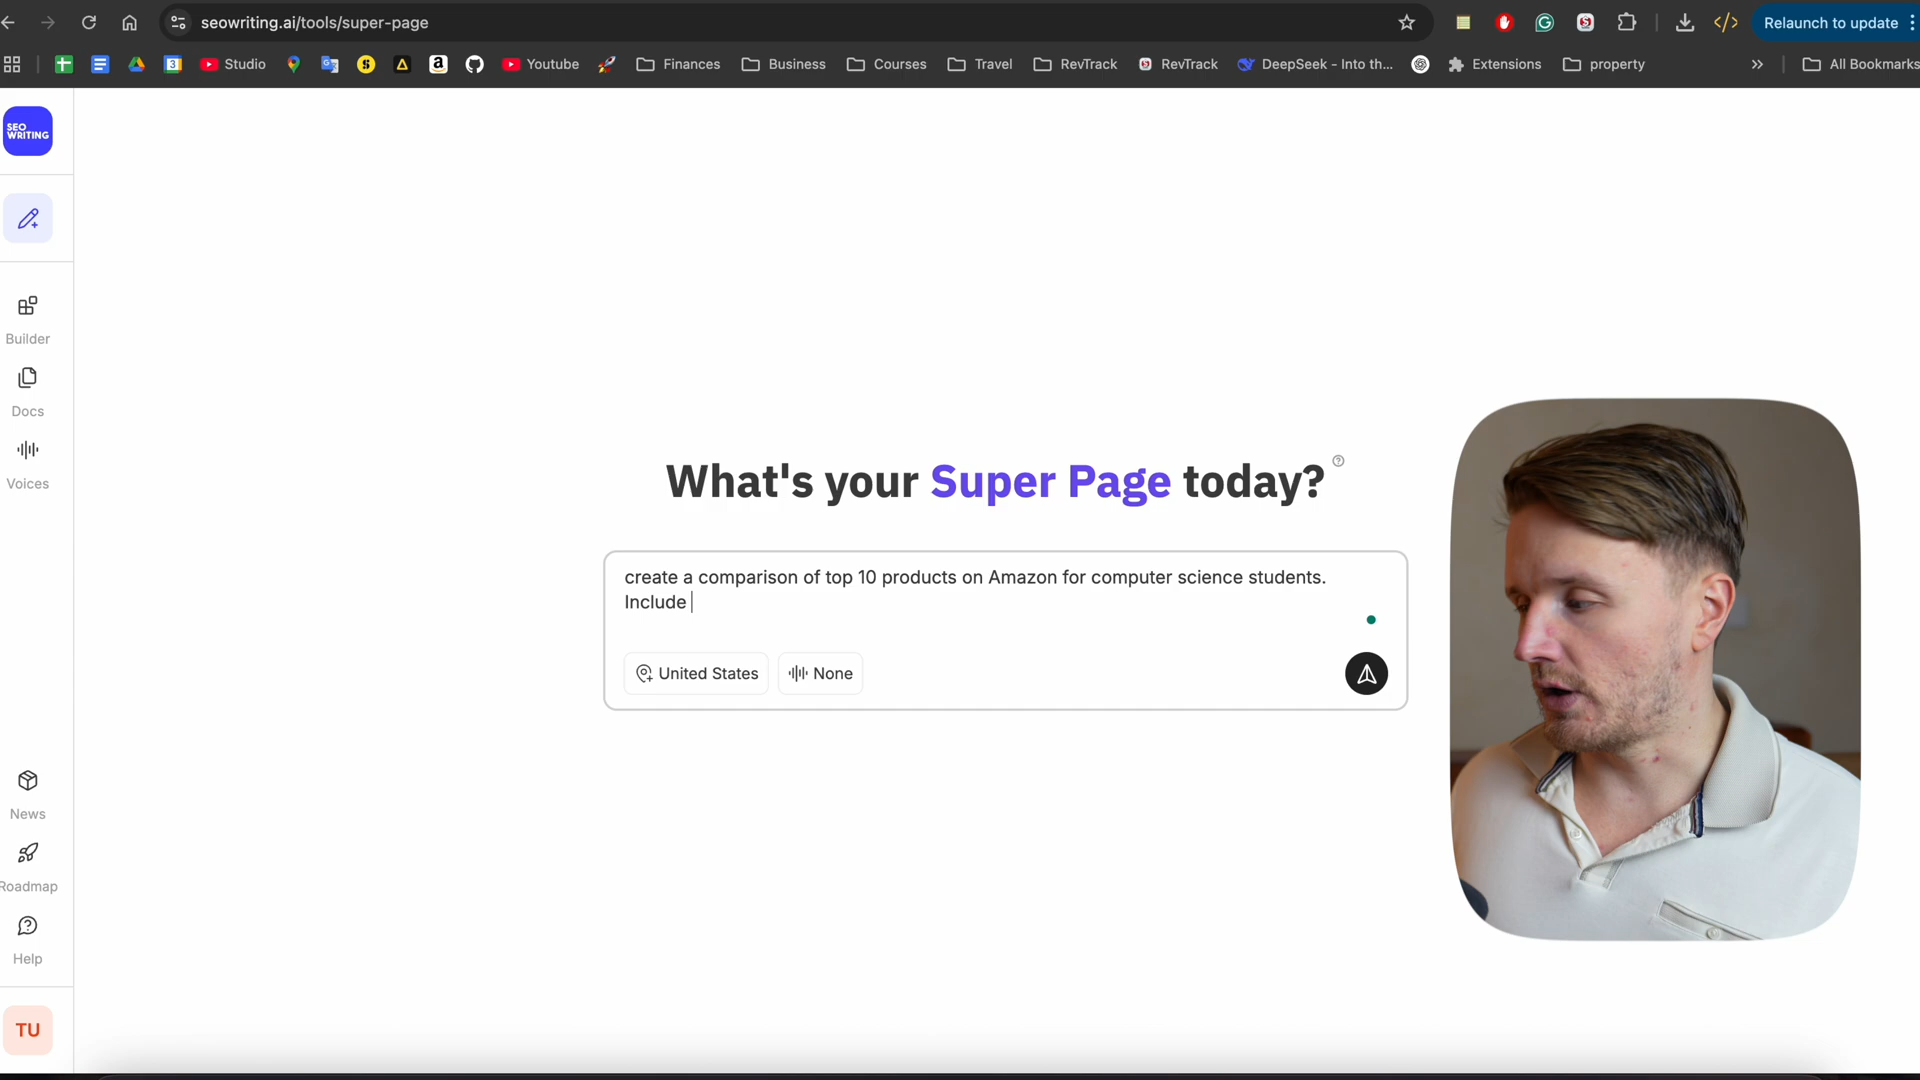 seowriting.ai/tools/super-page
Relaunch to update
Studio
Youtube
Finances
Business
Courses
Travel
RevTrack
RevTrack
DeepSeek - Into th...
Extensions
property
All Bookmarks
SEO
WRITING
Builder
Docs
Voices
What's your Super Page today?
create a comparison of top 10 products on Amazon for computer science students.
Include
United States
None
News
Roadmap
Help
TU